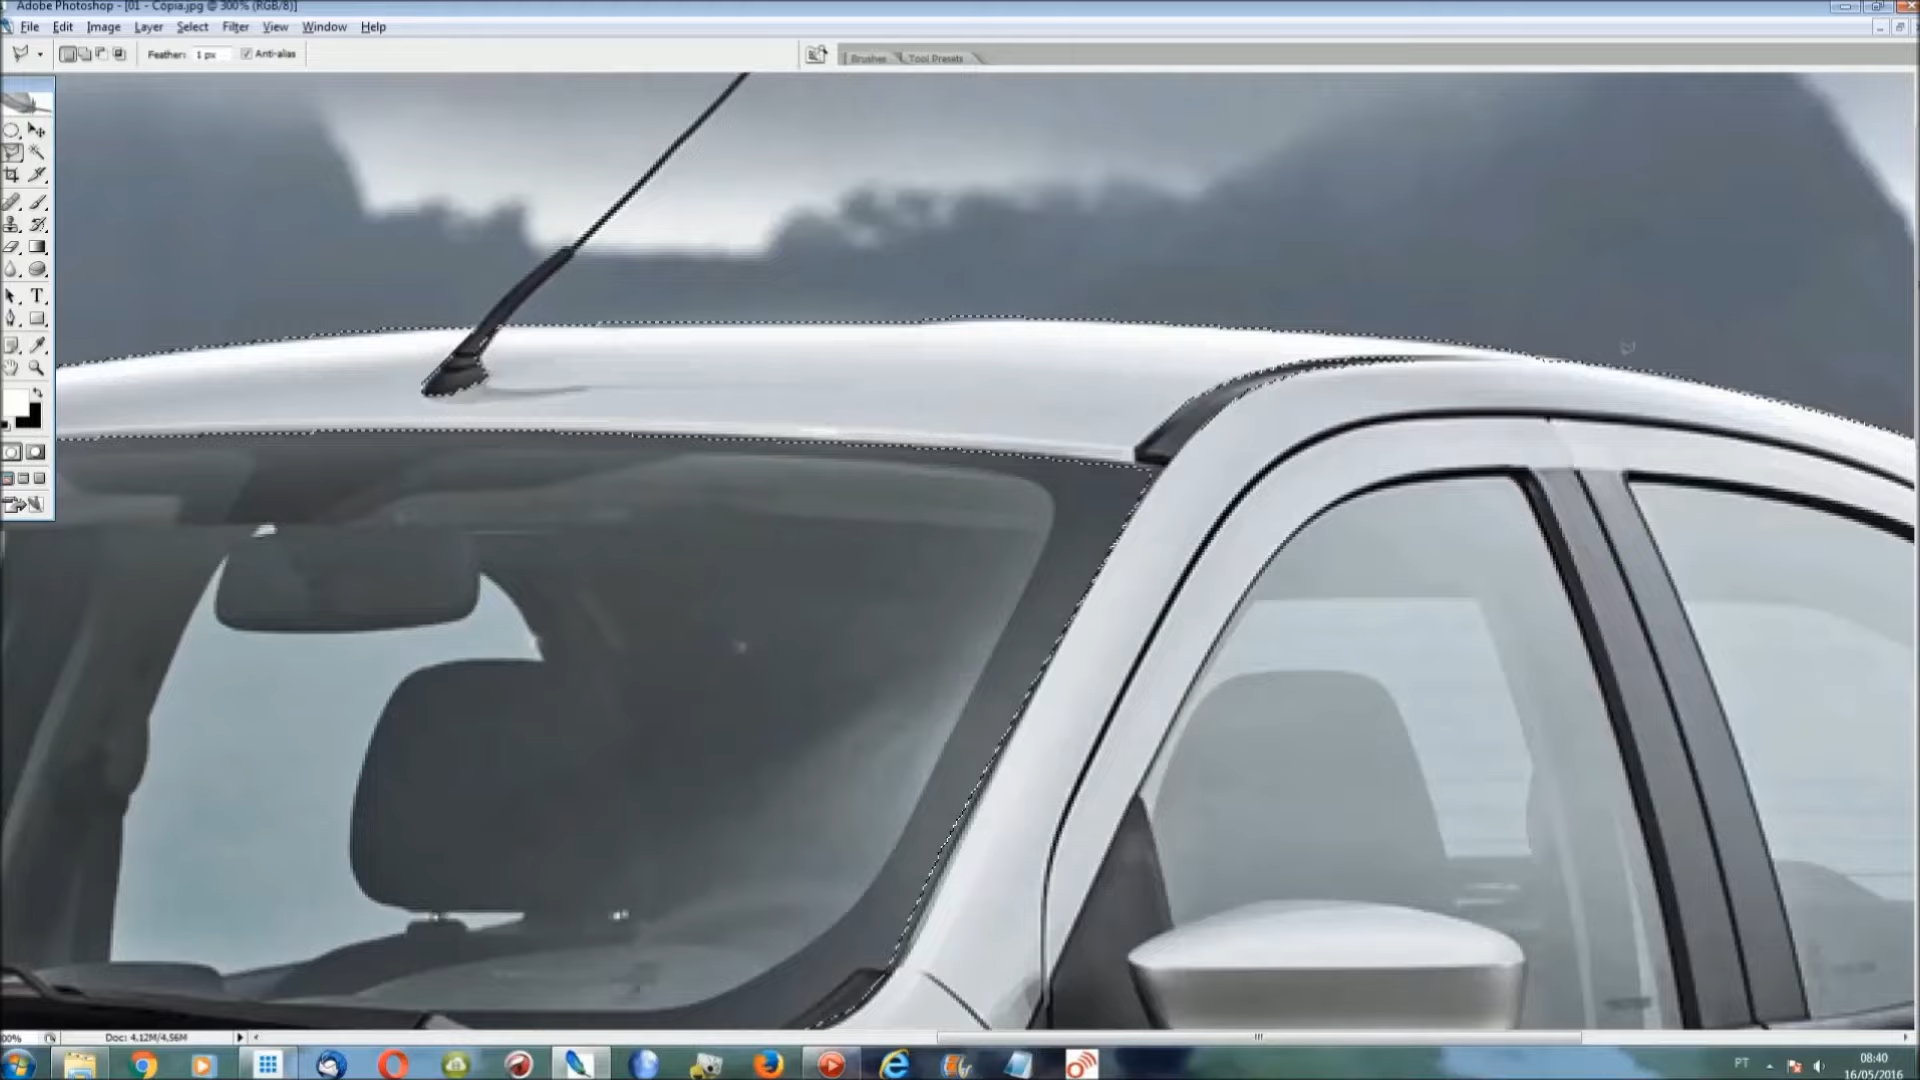 Adobe Photoshop - [01 - Copia.jpg @ 300% (RGB/8)]
File Edit Image Layer Select Filter View Window Help
Feather: 1 px Anti-alias Brushes Tool Presets
T
00% Doc: 4,12M/4,56M
PT 08:40
16/05/2016